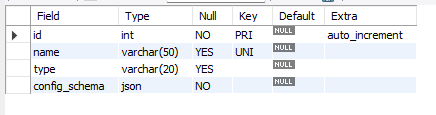 Field Type Null Key Default Extra
id int NO PRI NULL auto_increment
name varchar(50) YES UNI NULL
type varchar(20) YES NULL
config_schema json NO NULL